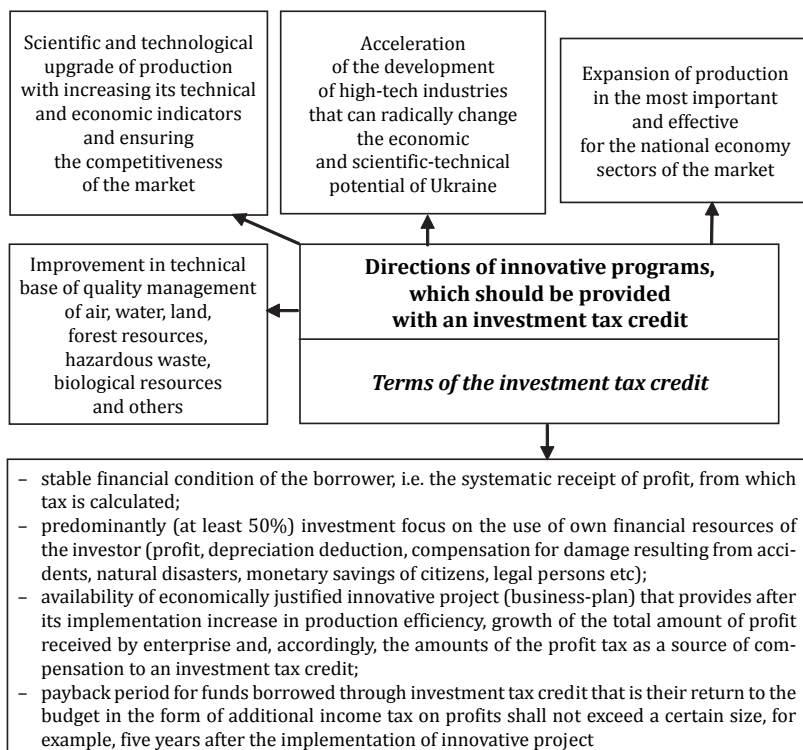 Scientific and technological
upgrade of production
with increasing its technical
and economic indicators
and ensuring
the competitiveness
of the market
Acceleration
of the development
of high-tech industries
that can radically change
the economic
and scientific-technical
potential of Ukraine
Expansion of production
in the most important
and effective
for the national economy
sectors of the market
Improvement in technical
base of quality management
of air, water, land,
forest resources,
hazardous waste,
biological resources
and others
Directions of innovative programs,
which should be provided
with an investment tax credit
Terms of the investment tax credit
– stable financial condition of the borrower, i.e. the systematic receipt of profit, from which
tax is calculated;
– predominantly (at least 50%) investment focus on the use of own financial resources of
the investor (profit, depreciation deduction, compensation for damage resulting from acci-
dents, natural disasters, monetary savings of citizens, legal persons etc);
– availability of economically justified innovative project (business-plan) that provides after
its implementation increase in production efficiency, growth of the total amount of profit
received by enterprise and, accordingly, the amounts of the profit tax as a source of com-
pensation to an investment tax credit;
– payback period for funds borrowed through investment tax credit that is their return to the
budget in the form of additional income tax on profits shall not exceed a certain size, for
example, five years after the implementation of innovative project